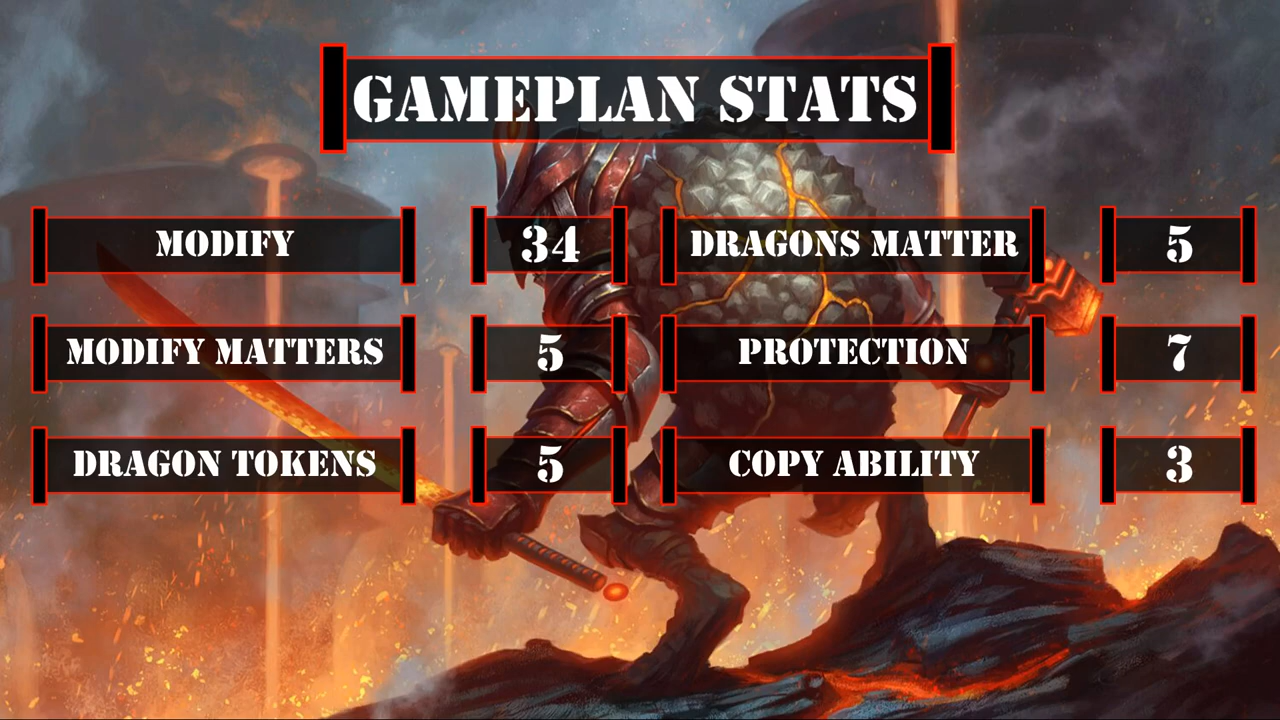 GAMEPLAN STATS
MODIFY 34
MODIFY MATTERS 5
DRAGON TOKENS 5
DRAGONS MATTER 5
PROTECTION 7
COPY ABILITY 3